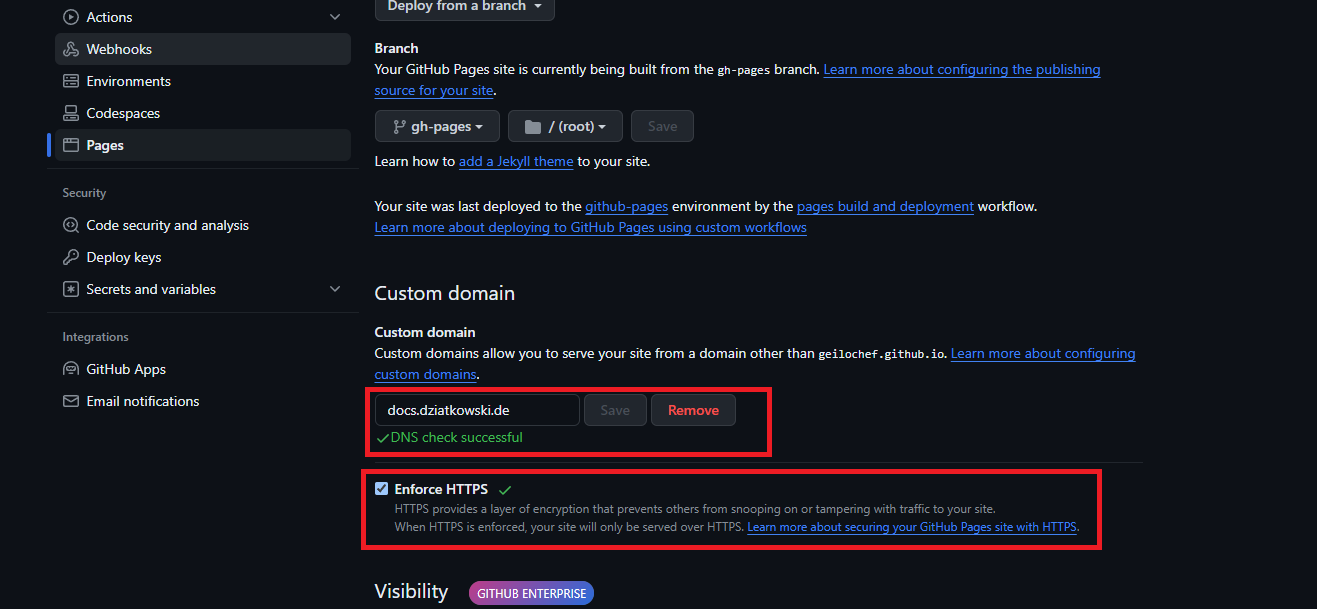 Actions
Webhooks
Environments
Codespaces
Pages
Security
Code security and analysis
Deploy keys
Secrets and variables
Integrations
GitHub Apps
Email notifications
Deploy from a branch
Branch
Your GitHub Pages site is currently being built from the gh-pages branch. Learn more about configuring the publishing
source for your site.
gh-pages / (root) Save
Learn how to add a Jekyll theme to your site.
Your site was last deployed to the github-pages environment by the pages build and deployment workflow.
Learn more about deploying to GitHub Pages using custom workflows
Custom domain
Custom domain
Custom domains allow you to serve your site from a domain other than geilochef.github.io. Learn more about configuring
custom domains.
docs.dziatkowski.de Save Remove
DNS check successful
Enforce HTTPS
HTTPS provides a layer of encryption that prevents others from snooping on or tampering with traffic to your site.
When HTTPS is enforced, your site will only be served over HTTPS. Learn more about securing your GitHub Pages site with HTTPS.
Visibility GITHUB ENTERPRISE